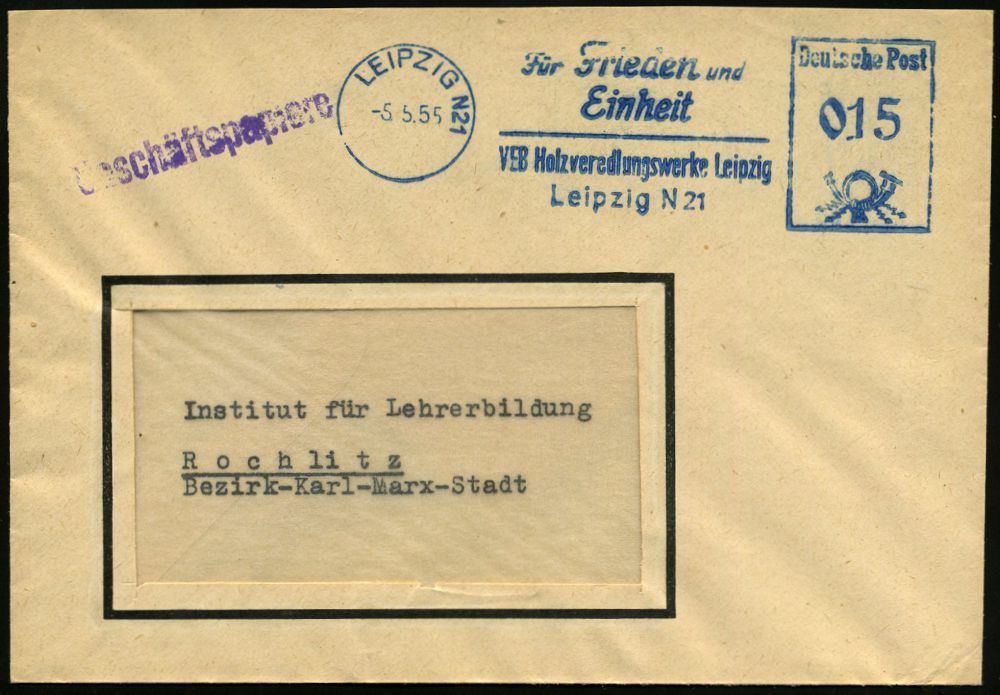 Geschäftspapiere
LEIPZIG N21
-5.5.55
Für Frieden und
Einheit
VEB Holzveredlungswerke Leipzig
Leipzig N 21
Deutsche Post
015
Institut für Lehrerbildung
Rochlitz
Bezirk-Karl-Marx-Stadt